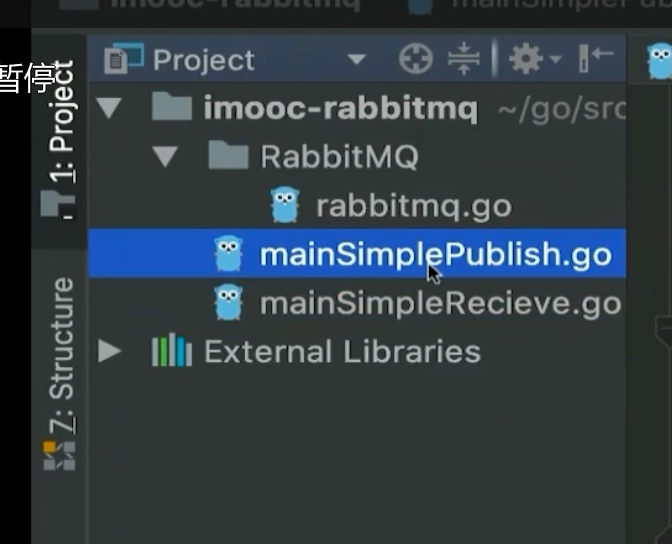 imooc-rabbitmq
mainSimplePub
暂停
Project
1: Project
imooc-rabbitmq ~/go/src
RabbitMQ
rabbitmq.go
mainSimplePublish.go
mainSimpleRecieve.go
External Libraries
7: Structure